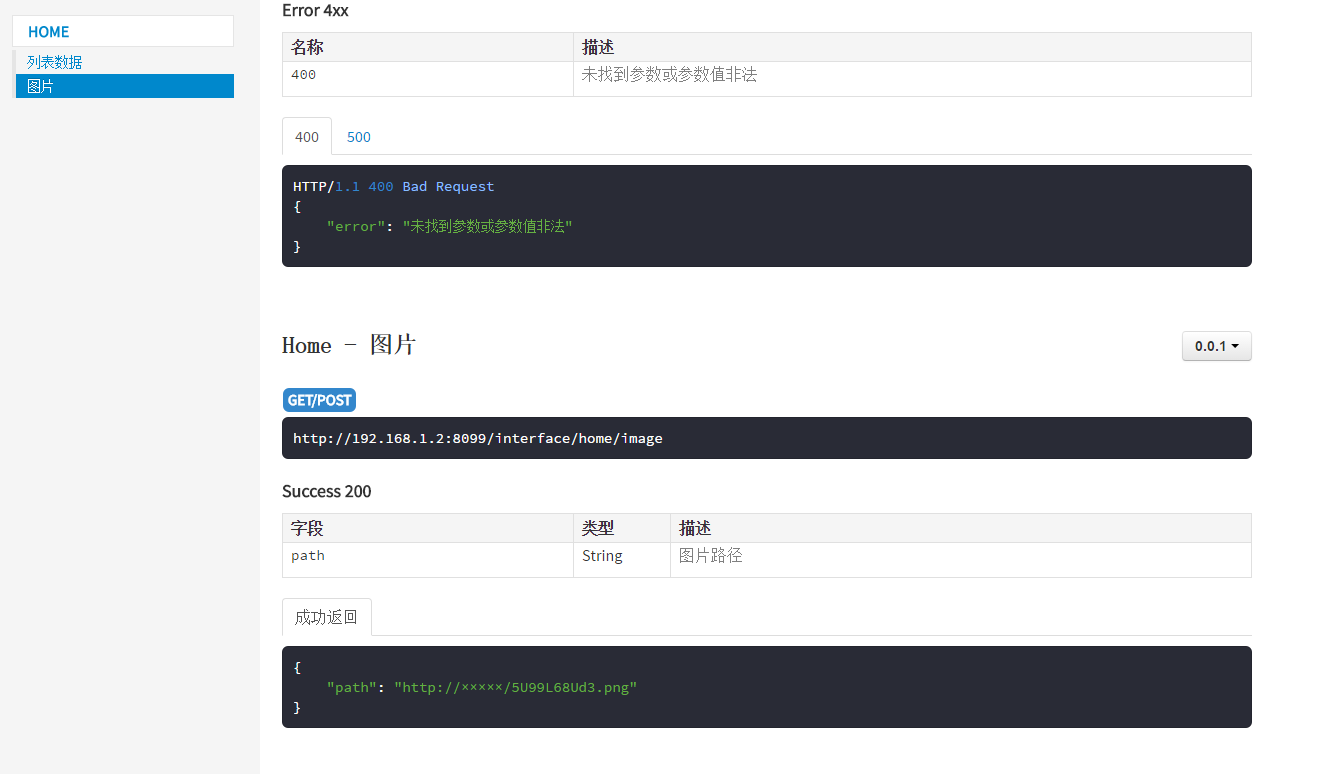 HOME
列表数据
图片
Error 4xx
名称 描述
400 未找到参数或参数值非法
400 500
HTTP/1.1 400 Bad Request
{
"error": "未找到参数或参数值非法"
}
Home - 图片
0.0.1
GET/POST
http://192.168.1.2:8099/interface/home/image
Success 200
字段 类型 描述
path String 图片路径
成功返回
{
"path": "http://×××××/5U99L68Ud3.png"
}